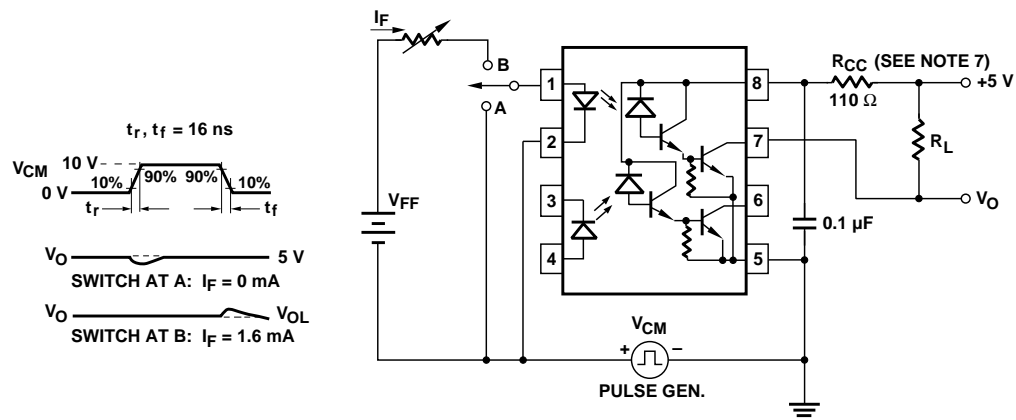 I_F
B
A
R_CC (SEE NOTE 7)
110 Ω
+5 V
R_L
V_O
0.1 µF
1
2
3
4
8
7
6
5
V_FF
V_CM
+ –
PULSE GEN.
t_r, t_f = 16 ns
V_CM
10 V
0 V
10% 90% 90% 10%
t_r t_f
V_O 5 V
SWITCH AT A: I_F = 0 mA
V_O V_OL
SWITCH AT B: I_F = 1.6 mA